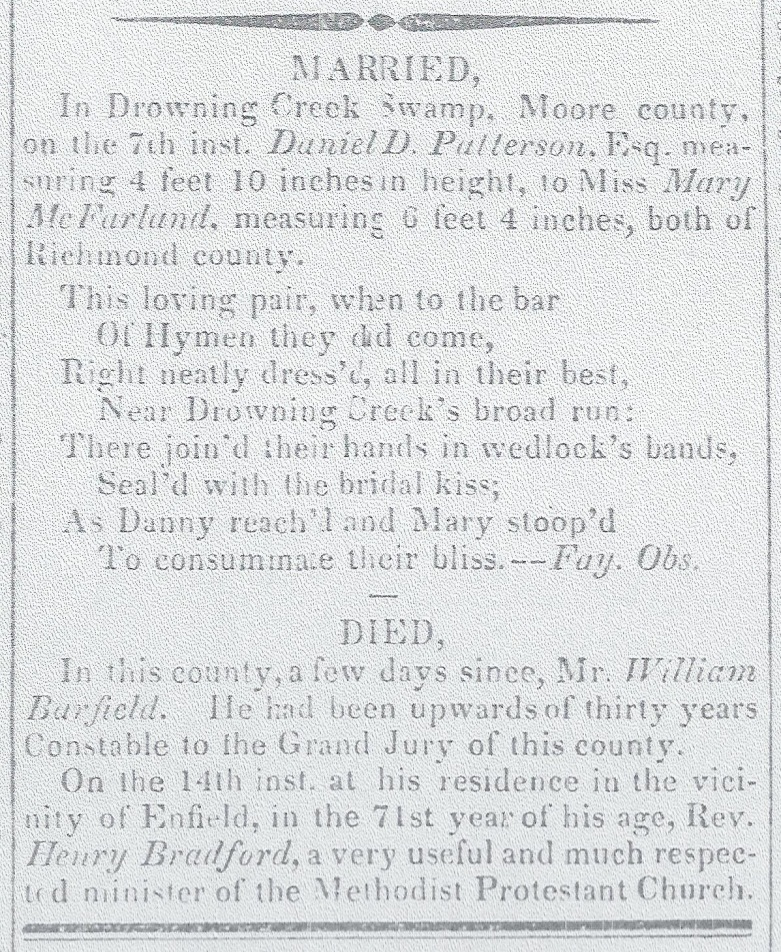 MARRIED,
In Drowning Creek Swamp, Moore county,
on the 7th inst. Daniel D. Patterson, Esq. mea-
suring 4 feet 10 inches in height, to Miss Mary
McFarland, measuring 6 feet 4 inches, both of
Richmond county.
This loving pair, when to the bar
Of Hymen they did come,
Right neatly dress'd, all in their best,
Near Drowning Creek's broad run:
There join'd their hands in wedlock's bands,
Seal'd with the bridal kiss;
As Danny reach'd and Mary stoop'd
To consummate their bliss.--Fay. Obs.
DIED,
In this county, a few days since, Mr. William
Barfield. He had been upwards of thirty years
Constable to the Grand Jury of this county.
On the 14th inst. at his residence in the vici-
nity of Enfield, in the 71st year of his age, Rev.
Henry Bradford, a very useful and much respec-
ted minister of the Methodist Protestant Church.